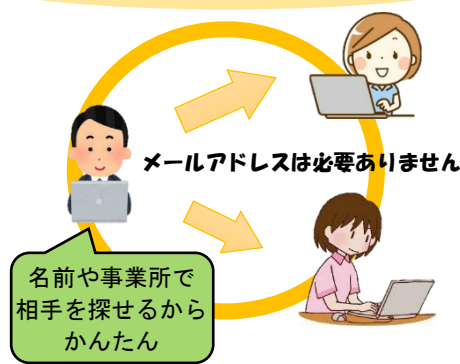 メールアドレスは必要ありません
名前や事業所で
相手を探せるから
かんたん